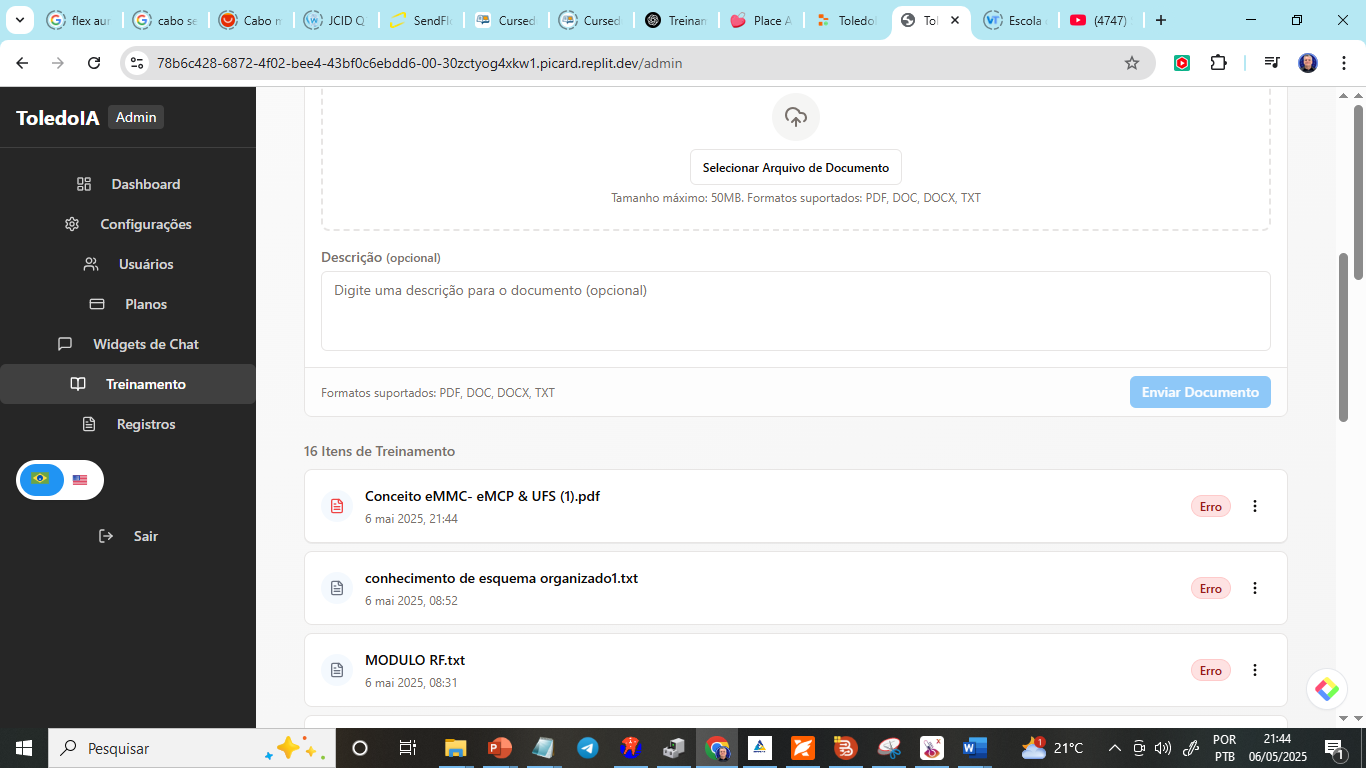 flex aur
cabo se
Cabo n
JCID Q
SendFl
Cursed
Cursed
Treinar
Place A
Toledo
To
Escola
(4747)
78b6c428-6872-4f02-bee4-43bf0c6ebdd6-00-30zctyog4xkw1.picard.replit.dev/admin
ToledoIA Admin
Dashboard
Configurações
Usuários
Planos
Widgets de Chat
Treinamento
Registros
Sair
Selecionar Arquivo de Documento
Tamanho máximo: 50MB. Formatos suportados: PDF, DOC, DOCX, TXT
Descrição (opcional)
Digite uma descrição para o documento (opcional)
Formatos suportados: PDF, DOC, DOCX, TXT
Enviar Documento
16 Itens de Treinamento
Conceito eMMC- eMCP & UFS (1).pdf
6 mai 2025, 21:44
Erro
conhecimento de esquema organizado1.txt
6 mai 2025, 08:52
Erro
MODULO RF.txt
6 mai 2025, 08:31
Erro
Pesquisar
21°C
POR
PTB
21:44
06/05/2025